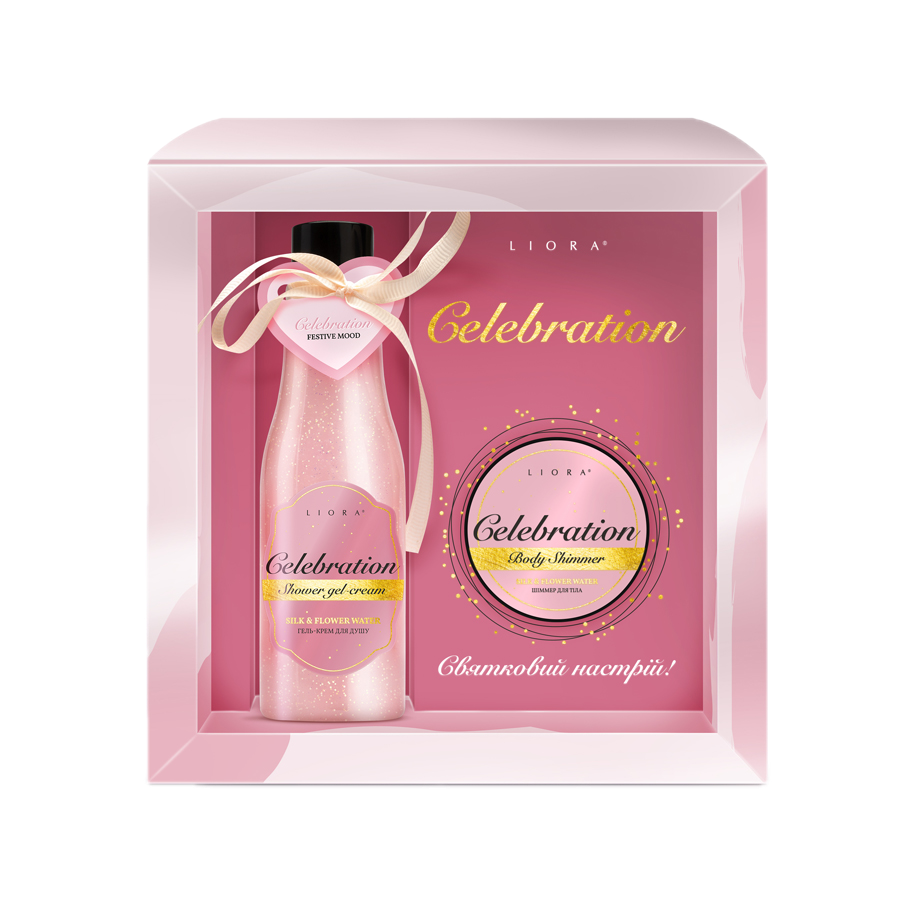 LIORA®
Celebration
Celebration
FESTIVE MOOD
LIORA®
Celebration
Shower gel-cream
SILK & FLOWER WATER
ГЕЛЬ-КРЕМ ДЛЯ ДУШУ
LIORA®
Celebration
Body Shimmer
SILK & FLOWER WATER
ШІММЕР ДЛЯ ТІЛА
Святковий настрій!